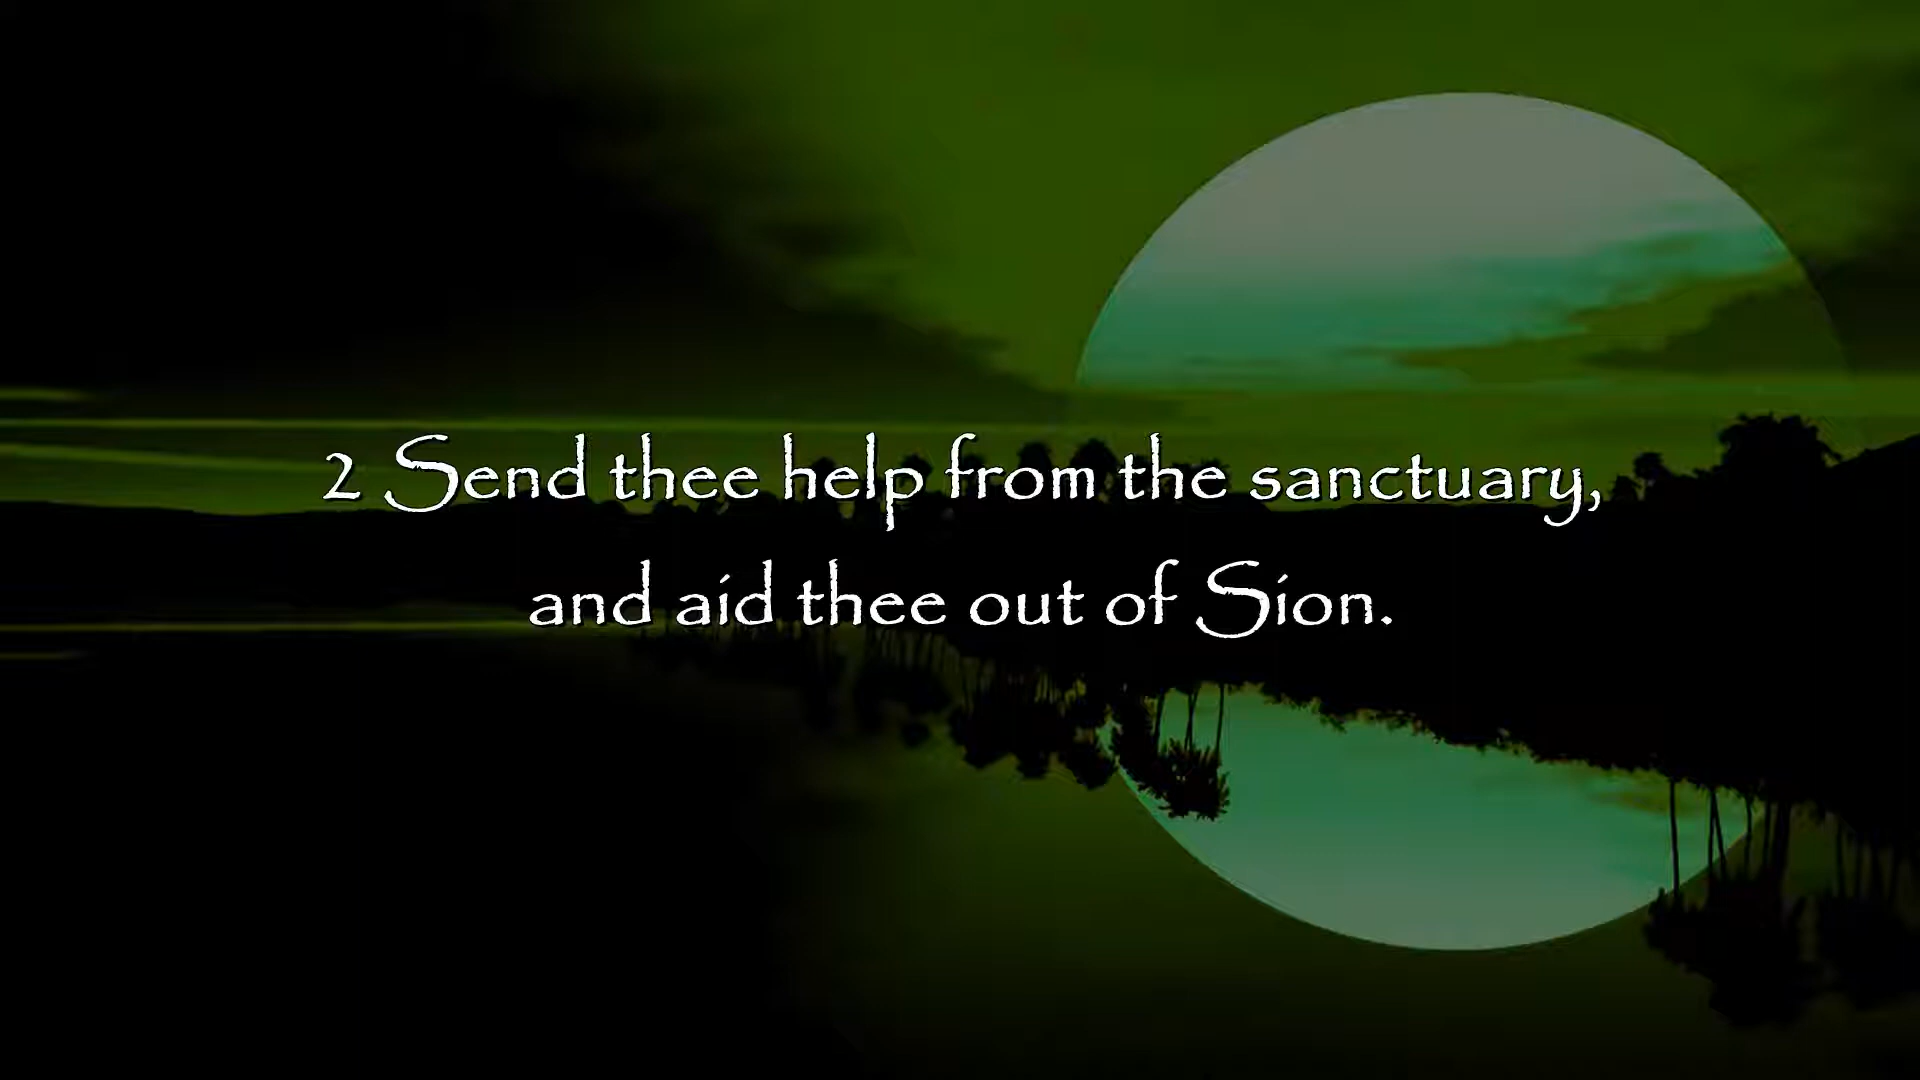 2 Send thee help from the sanctuary,
and aid thee out of Sion.